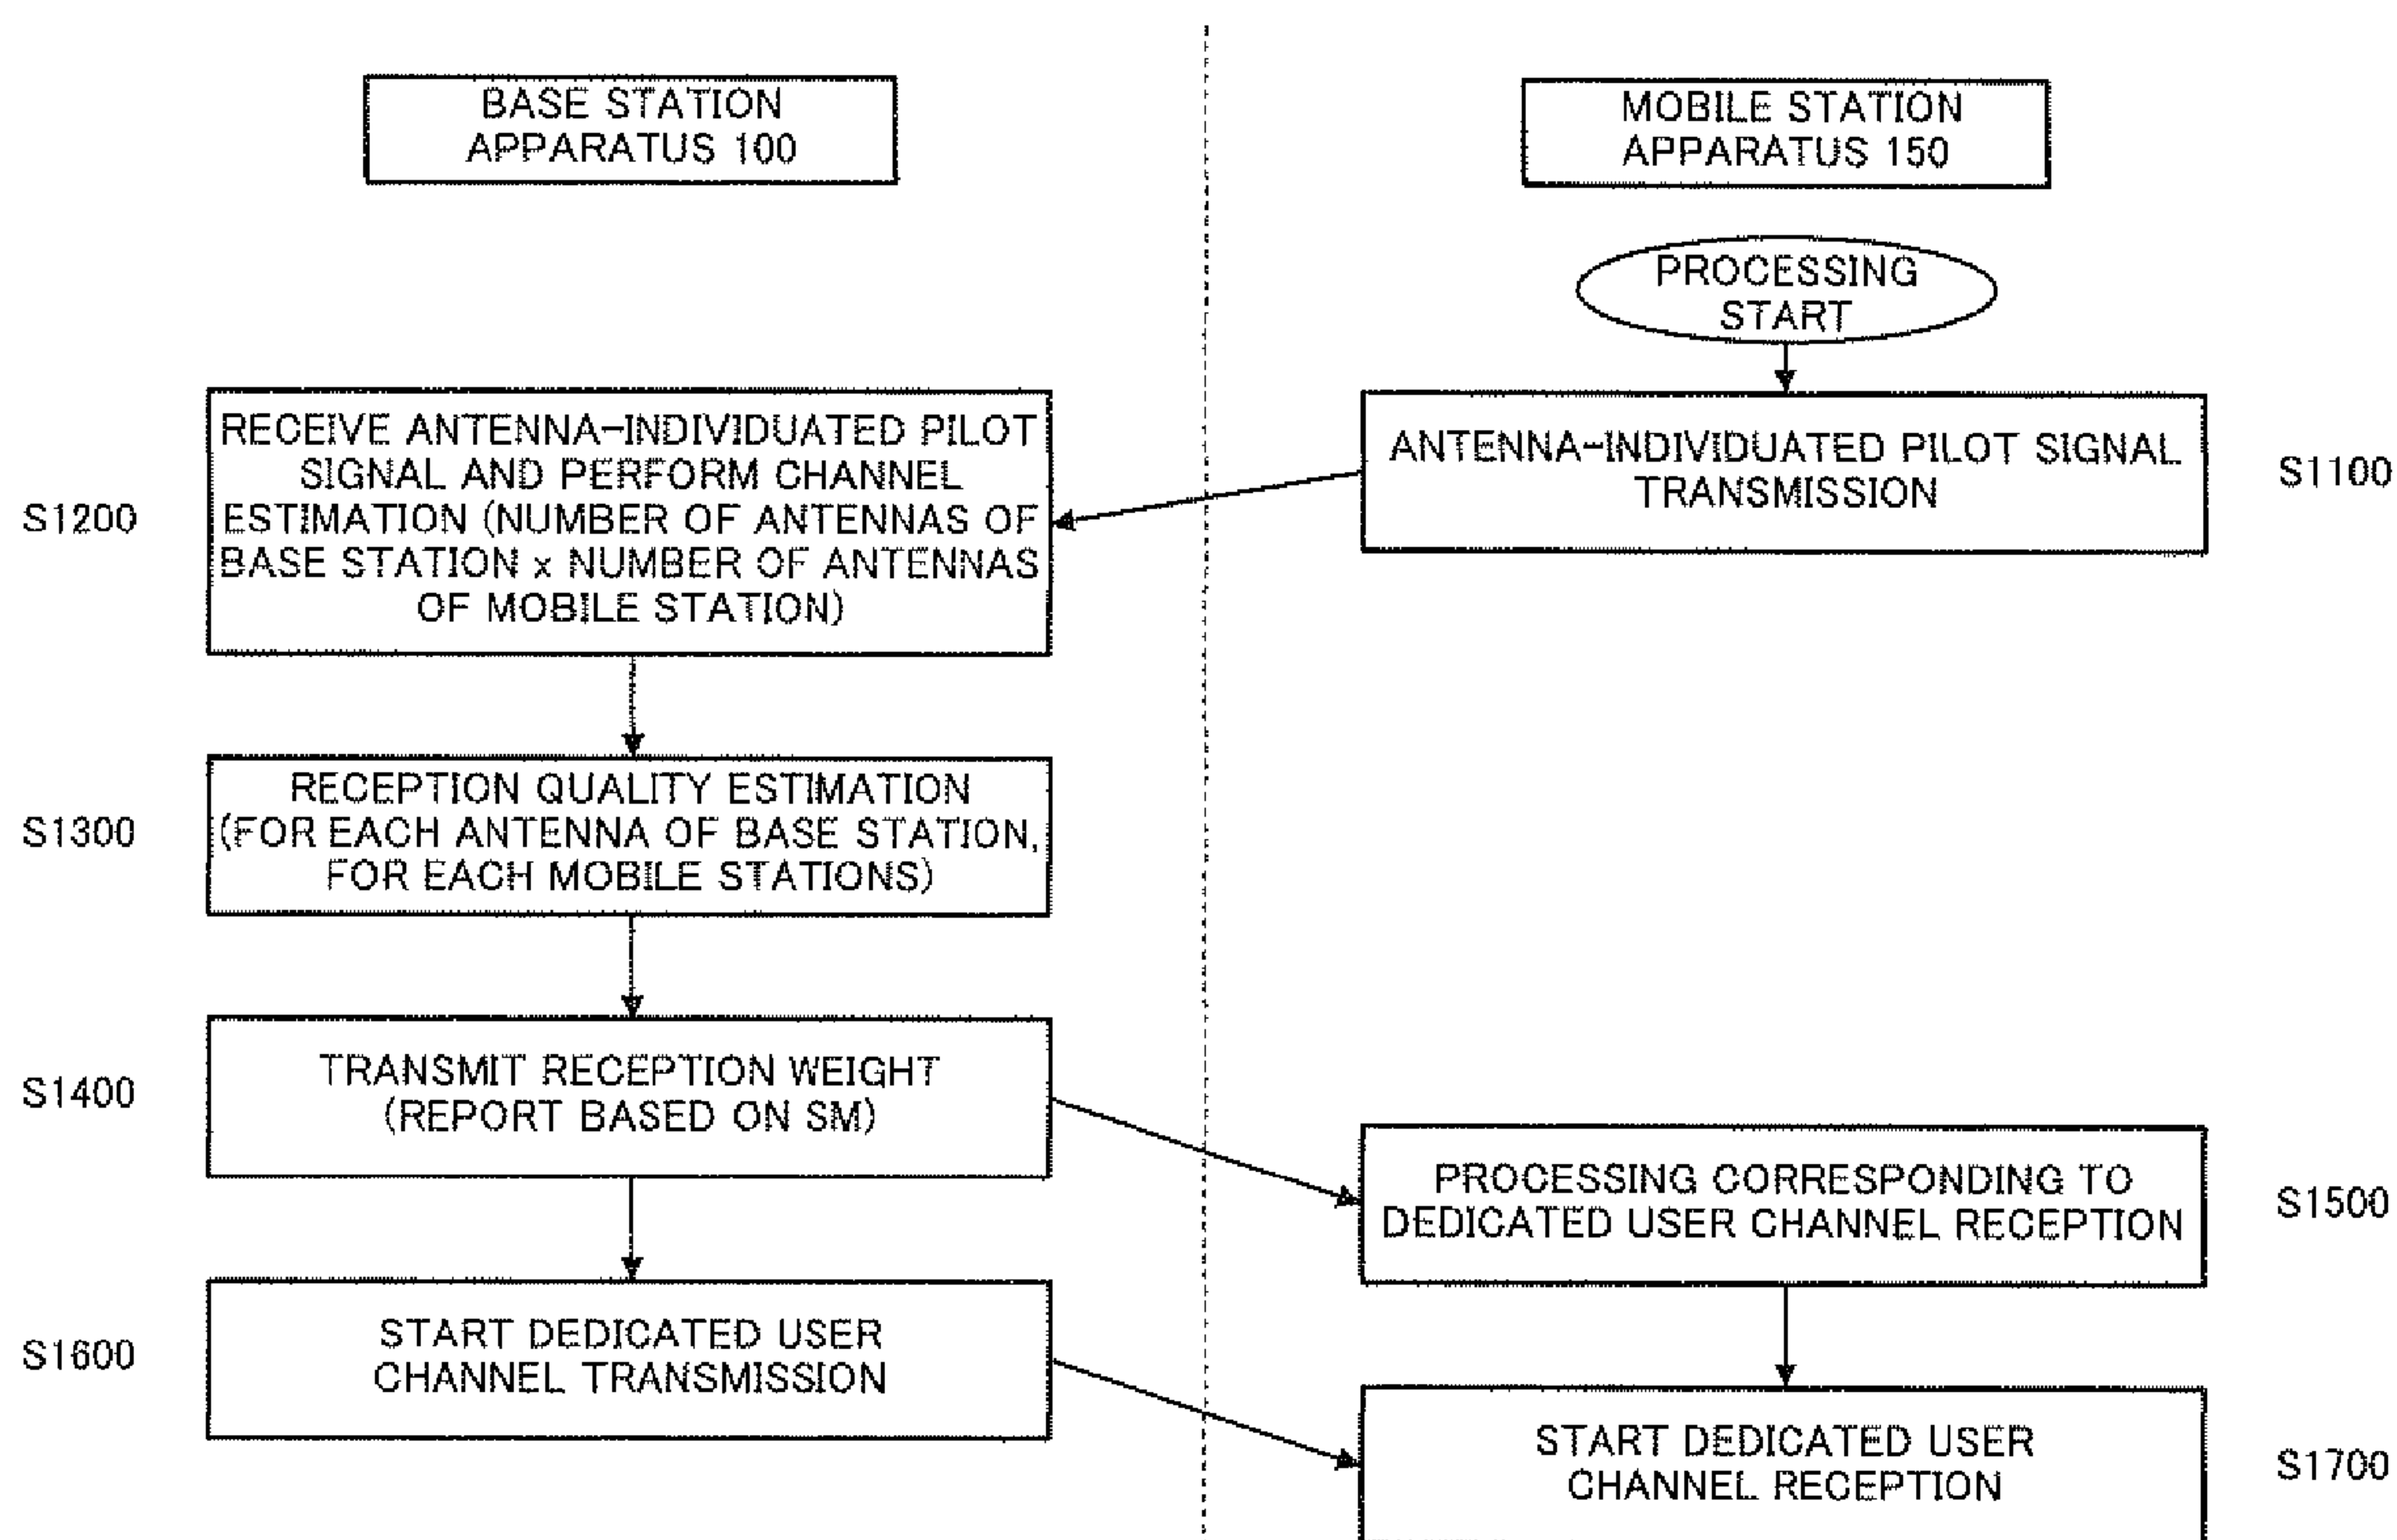 BASE STATION
APPARATUS 100
MOBILE STATION
APPARATUS 150
PROCESSING
START
ANTENNA-INDIVIDUATED PILOT SIGNAL
TRANSMISSION
S1100
S1200
RECEIVE ANTENNA-INDIVIDUATED PILOT
SIGNAL AND PERFORM CHANNEL
ESTIMATION (NUMBER OF ANTENNAS OF
BASE STATION x NUMBER OF ANTENNAS
OF MOBILE STATION)
S1300
RECEPTION QUALITY ESTIMATION
(FOR EACH ANTENNA OF BASE STATION,
FOR EACH MOBILE STATIONS)
S1400
TRANSMIT RECEPTION WEIGHT
(REPORT BASED ON SM)
PROCESSING CORRESPONDING TO
DEDICATED USER CHANNEL RECEPTION
S1500
S1600
START DEDICATED USER
CHANNEL TRANSMISSION
START DEDICATED USER
CHANNEL RECEPTION
S1700